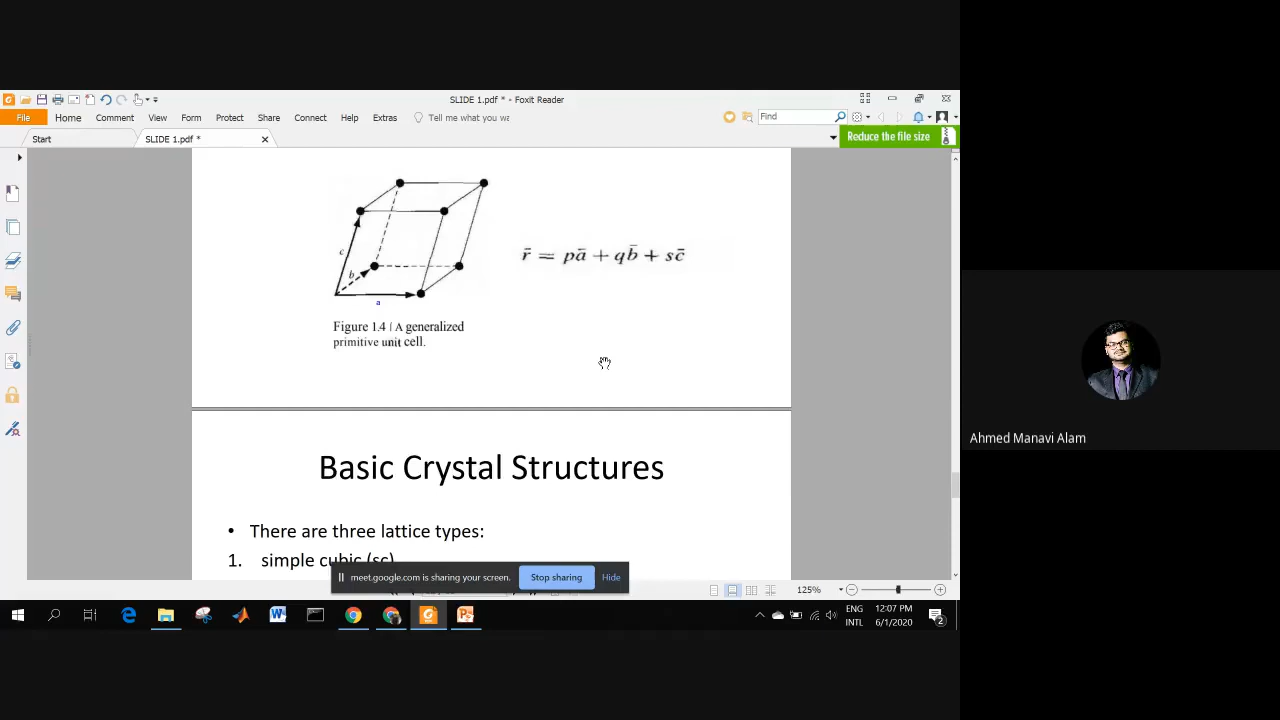 SLIDE 1.pdf * - Foxit Reader
File Home Comment View Form Protect Share Connect Help Extras Tell me what you wa Find
Start SLIDE 1.pdf * Reduce the file size
c
b
a
r̄ = pā + qb̄ + sc̄
Figure 1.4 | A generalized
primitive unit cell.
Ahmed Manavi Alam
Basic Crystal Structures
• There are three lattice types:
1. simple cubic (sc)
meet.google.com is sharing your screen. Stop sharing Hide
125%
ENG 12:07 PM
INTL 6/1/2020 2